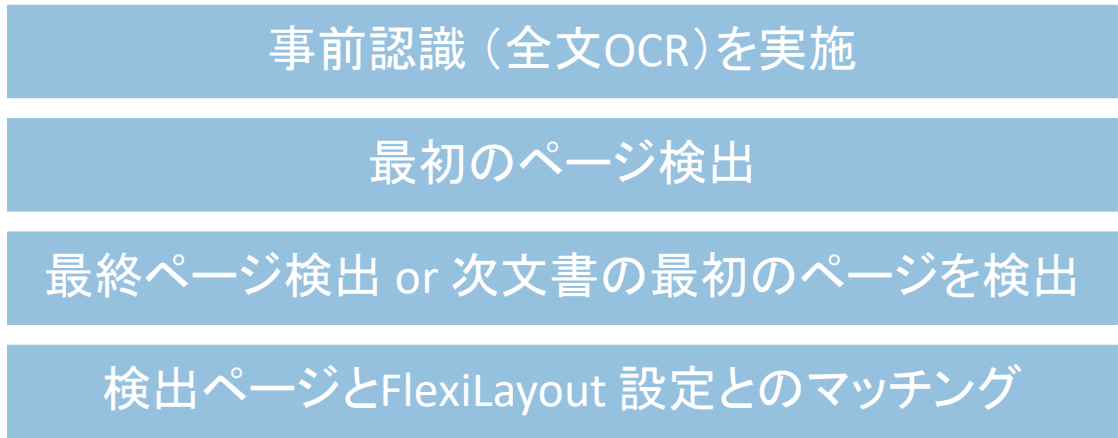 事前認識（全文OCR）を実施
最初のページ検出
最終ページ検出 or 次文書の最初のページを検出
検出ページとFlexiLayout 設定とのマッチング